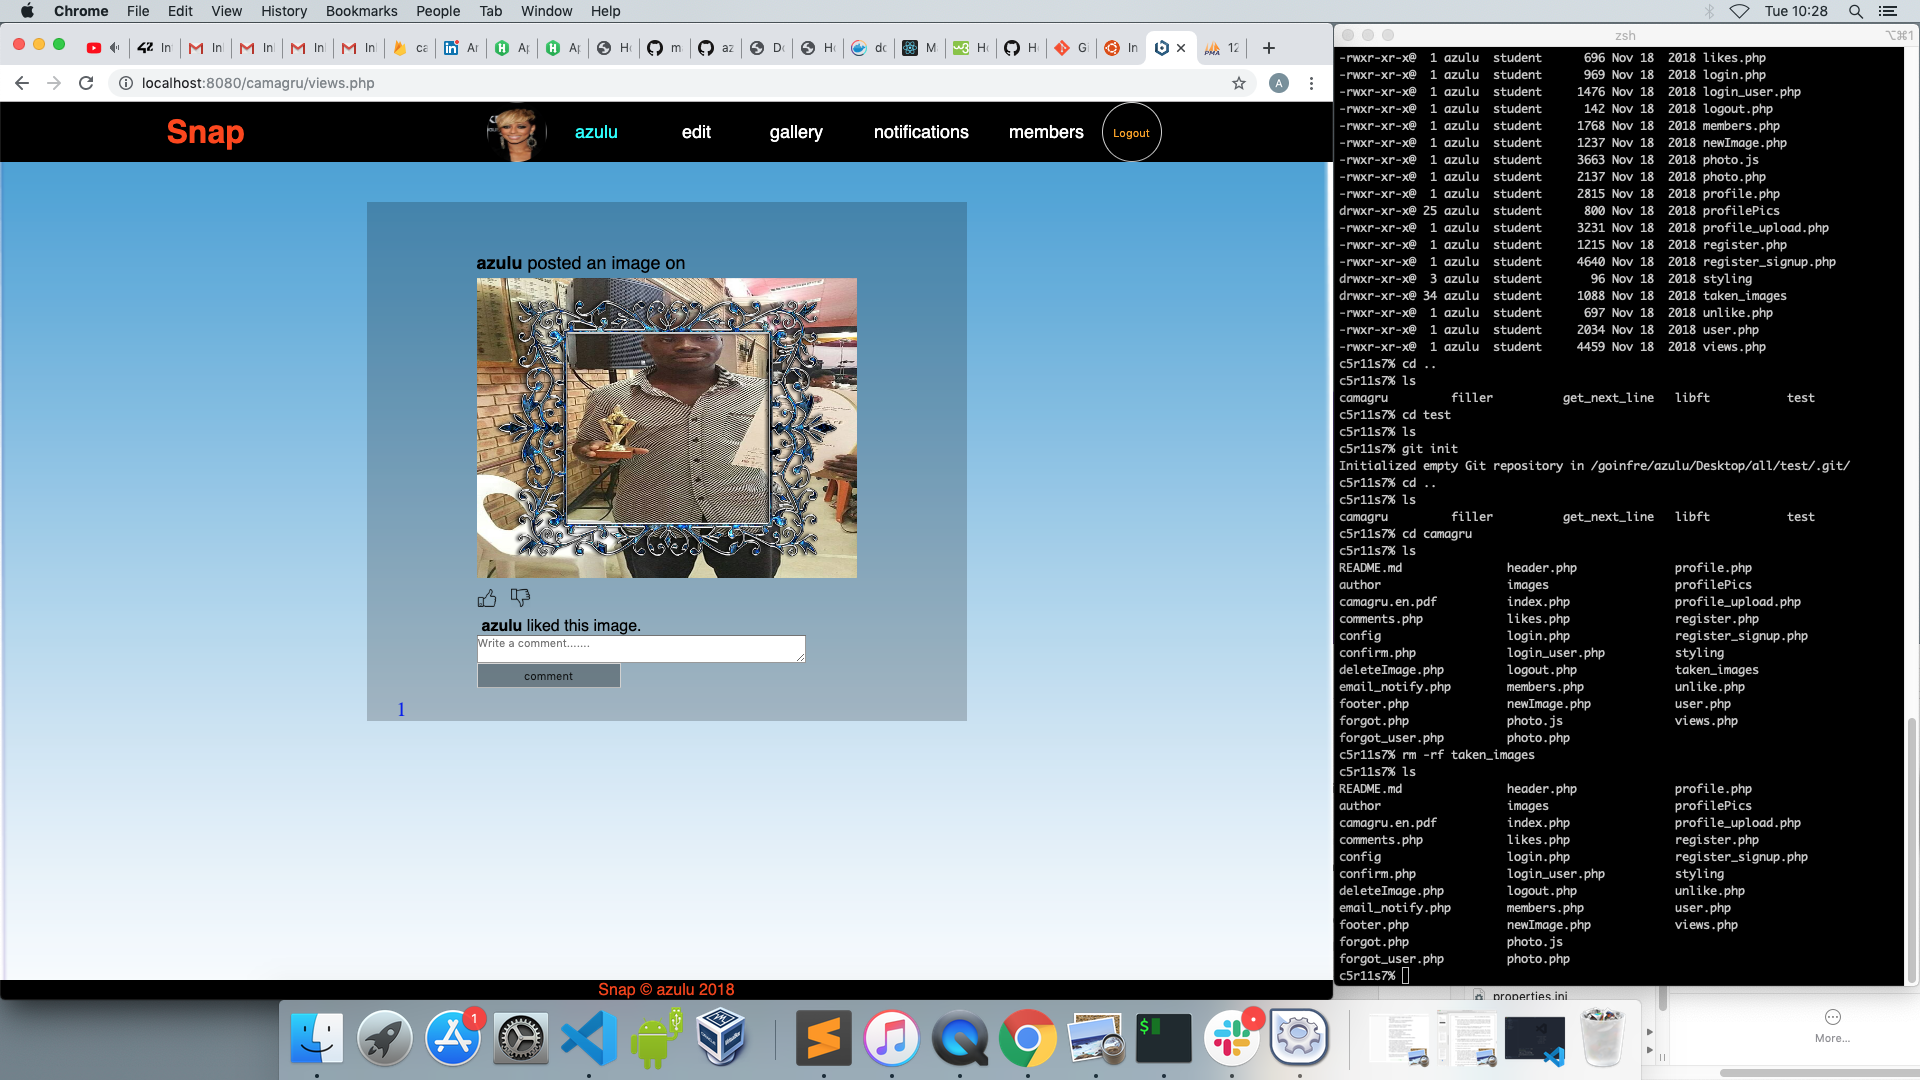 Chrome File Edit View History Bookmarks People Tab Window Help Tue 10:28
localhost:8080/camagru/views.php A
Snap azulu edit gallery notifications members Logout
azulu posted an image on
azulu liked this image.
Write a comment.......
comment
1
Snap © azulu 2018
zsh ⌥⌘1
-rwxr-xr-x@ 1 azulu student 696 Nov 18 2018 likes.php
-rwxr-xr-x@ 1 azulu student 969 Nov 18 2018 login.php
-rwxr-xr-x@ 1 azulu student 1476 Nov 18 2018 login_user.php
-rwxr-xr-x@ 1 azulu student 142 Nov 18 2018 logout.php
-rwxr-xr-x@ 1 azulu student 1768 Nov 18 2018 members.php
-rwxr-xr-x@ 1 azulu student 1237 Nov 18 2018 newImage.php
-rwxr-xr-x@ 1 azulu student 3663 Nov 18 2018 photo.js
-rwxr-xr-x@ 1 azulu student 2137 Nov 18 2018 photo.php
-rwxr-xr-x@ 1 azulu student 2815 Nov 18 2018 profile.php
drwxr-xr-x@ 25 azulu student 800 Nov 18 2018 profilePics
-rwxr-xr-x@ 1 azulu student 3231 Nov 18 2018 profile_upload.php
-rwxr-xr-x@ 1 azulu student 1215 Nov 18 2018 register.php
-rwxr-xr-x@ 1 azulu student 4640 Nov 18 2018 register_signup.php
drwxr-xr-x@ 3 azulu student 96 Nov 18 2018 styling
drwxr-xr-x@ 34 azulu student 1088 Nov 18 2018 taken_images
-rwxr-xr-x@ 1 azulu student 697 Nov 18 2018 unlike.php
-rwxr-xr-x@ 1 azulu student 2034 Nov 18 2018 user.php
-rwxr-xr-x@ 1 azulu student 4459 Nov 18 2018 views.php
c5r11s7% cd ..
c5r11s7% ls
camagru filler get_next_line libft test
c5r11s7% cd test
c5r11s7% ls
c5r11s7% git init
Initialized empty Git repository in /goinfre/azulu/Desktop/all/test/.git/
c5r11s7% cd ..
c5r11s7% ls
camagru filler get_next_line libft test
c5r11s7% cd camagru
c5r11s7% ls
README.md header.php profile.php
author images profilePics
camagru.en.pdf index.php profile_upload.php
comments.php likes.php register.php
config login.php register_signup.php
confirm.php login_user.php styling
deleteImage.php logout.php taken_images
email_notify.php members.php unlike.php
footer.php newImage.php user.php
forgot.php photo.js views.php
forgot_user.php photo.php
c5r11s7% rm -rf taken_images
c5r11s7% ls
README.md header.php profile.php
author images profilePics
camagru.en.pdf index.php profile_upload.php
comments.php likes.php register.php
config login.php register_signup.php
confirm.php login_user.php styling
deleteImage.php logout.php unlike.php
email_notify.php members.php user.php
footer.php newImage.php views.php
forgot.php photo.js
forgot_user.php photo.php
c5r11s7%
properties.ini
More...
1